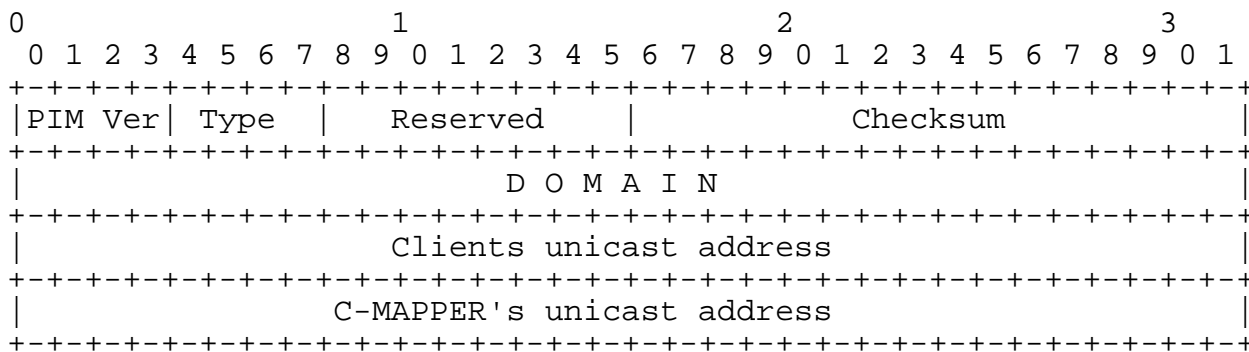 0                   1                   2                   3
 0 1 2 3 4 5 6 7 8 9 0 1 2 3 4 5 6 7 8 9 0 1 2 3 4 5 6 7 8 9 0 1
+-+-+-+-+-+-+-+-+-+-+-+-+-+-+-+-+-+-+-+-+-+-+-+-+-+-+-+-+-+-+-+-+
|PIM Ver| Type  |   Reserved    |           Checksum            |
+-+-+-+-+-+-+-+-+-+-+-+-+-+-+-+-+-+-+-+-+-+-+-+-+-+-+-+-+-+-+-+-+
|                         D O M A I N                           |
+-+-+-+-+-+-+-+-+-+-+-+-+-+-+-+-+-+-+-+-+-+-+-+-+-+-+-+-+-+-+-+-+
|                   Clients unicast address                     |
+-+-+-+-+-+-+-+-+-+-+-+-+-+-+-+-+-+-+-+-+-+-+-+-+-+-+-+-+-+-+-+-+
|                C-MAPPER's unicast address                     |
+-+-+-+-+-+-+-+-+-+-+-+-+-+-+-+-+-+-+-+-+-+-+-+-+-+-+-+-+-+-+-+-+